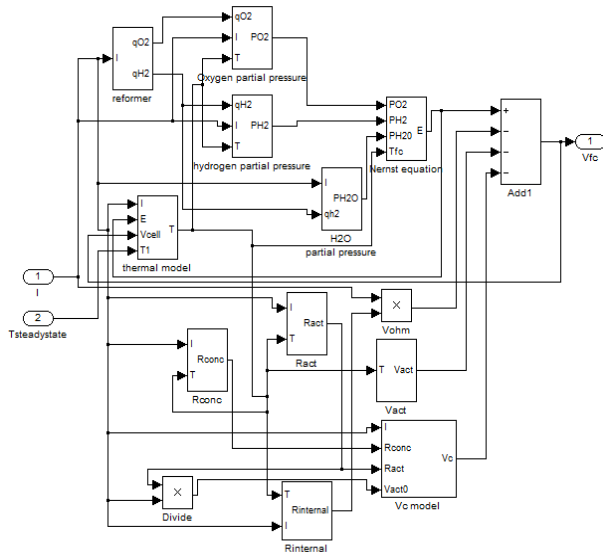 qO2
I
qH2
reformer
qO2
I
PO2
T
Oxygen partial pressure
qH2
I
PH2
T
hydrogen partial pressure
PO2
PH2
E
PH20
Tfc
Nernst equation
+
−
−
−
Add1
1
Vfc
I
PH2O
qh2
H2O
partial pressure
I
E
T
Vcell
T1
thermal model
1
I
2
Tsteadystate
×
Vohm
I
Ract
T
Ract
I
Rconc
T
Rconc
T
Vact
Vact
I
Rconc
Vc
Ract
Vact0
Vc model
×
Divide
T
Rinternal
I
Rinternal